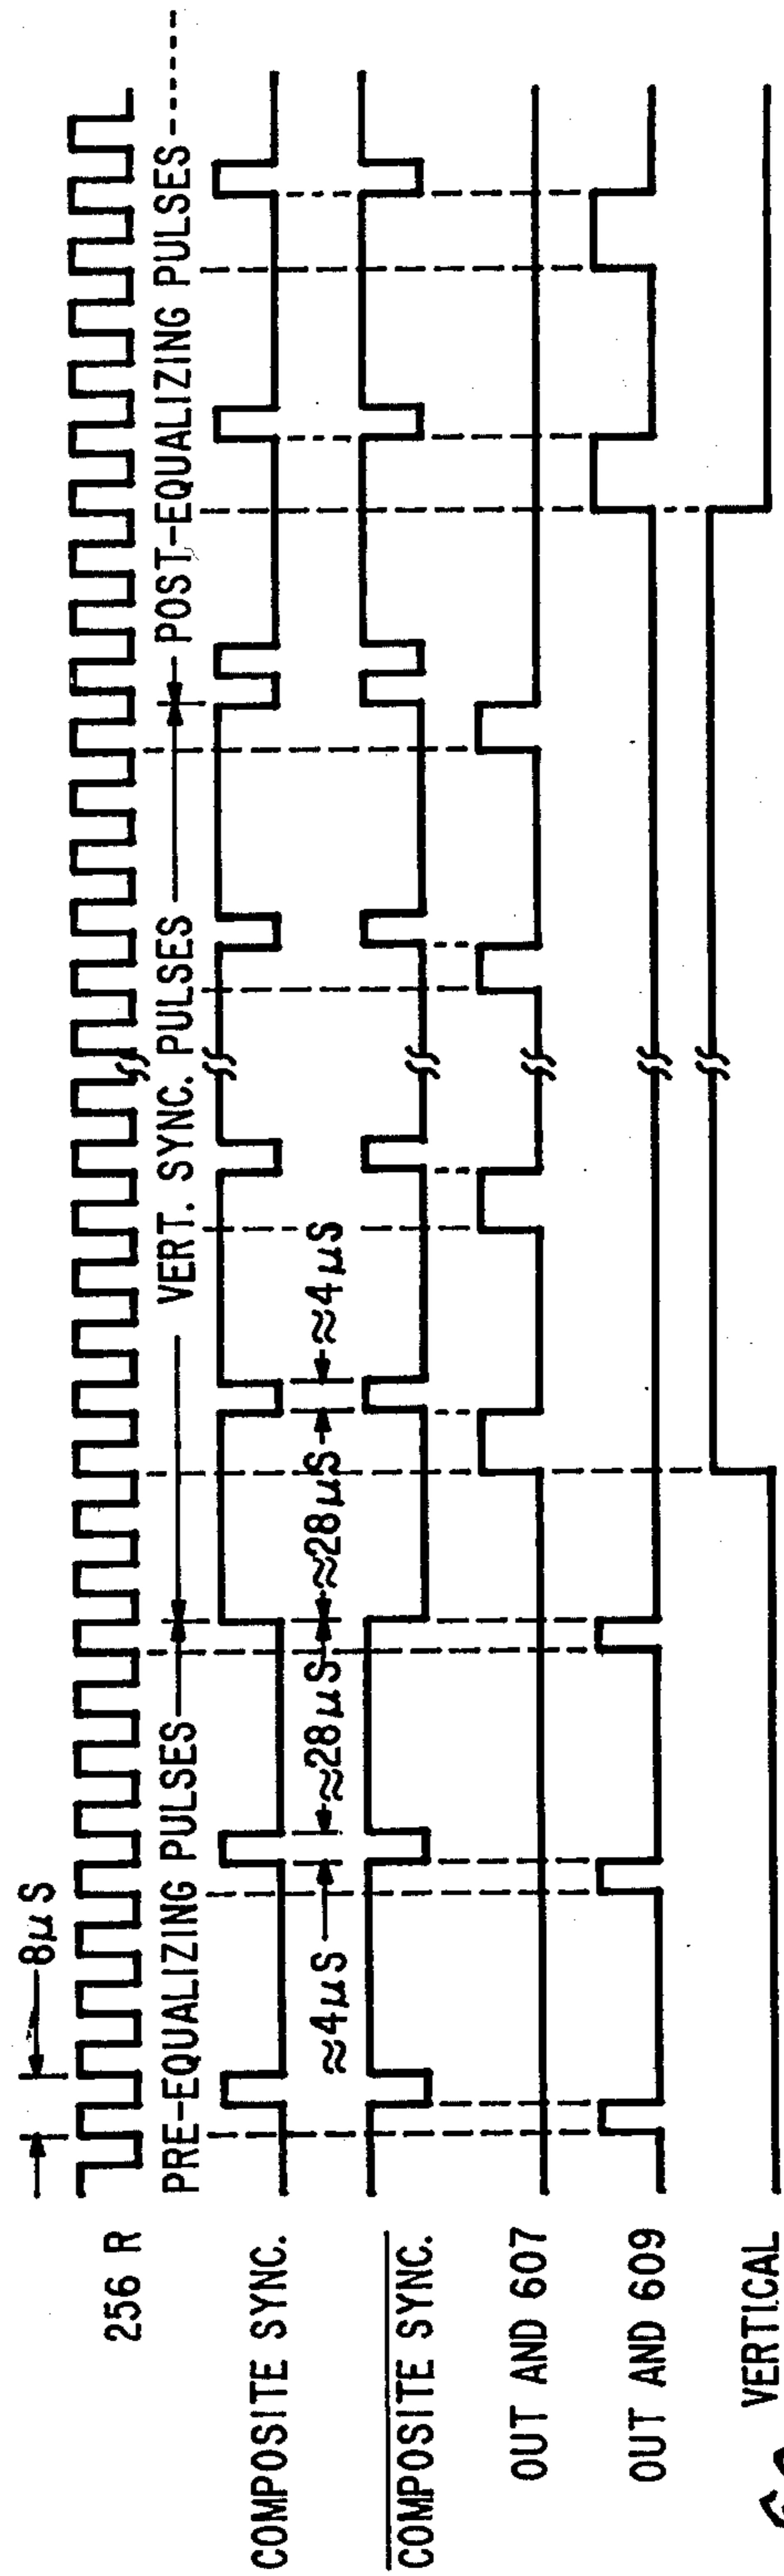 8μS
256 R
PRE-EQUALIZING PULSES
VERT. SYNC. PULSES
POST-EQUALIZING PULSES
COMPOSITE SYNC.
≈4μS
≈28μS
≈28μS
≈4μS
COMPOSITE SYNC.
OUT AND 607
OUT AND 609
VERTICAL